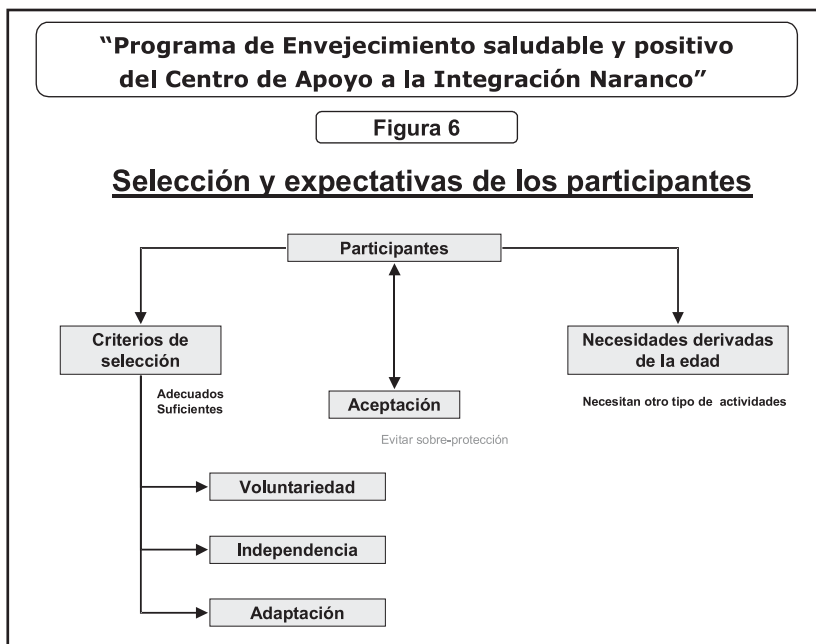 “Programa de Envejecimiento saludable y positivo
del Centro de Apoyo a la Integración Naranco”
Figura 6
Selección y expectativas de los participantes
Participantes
Criterios de
selección
Necesidades derivadas
de la edad
Adecuados
Suficientes
Aceptación
Necesitan otro tipo de actividades
Evitar sobre-protección
Voluntariedad
Independencia
Adaptación